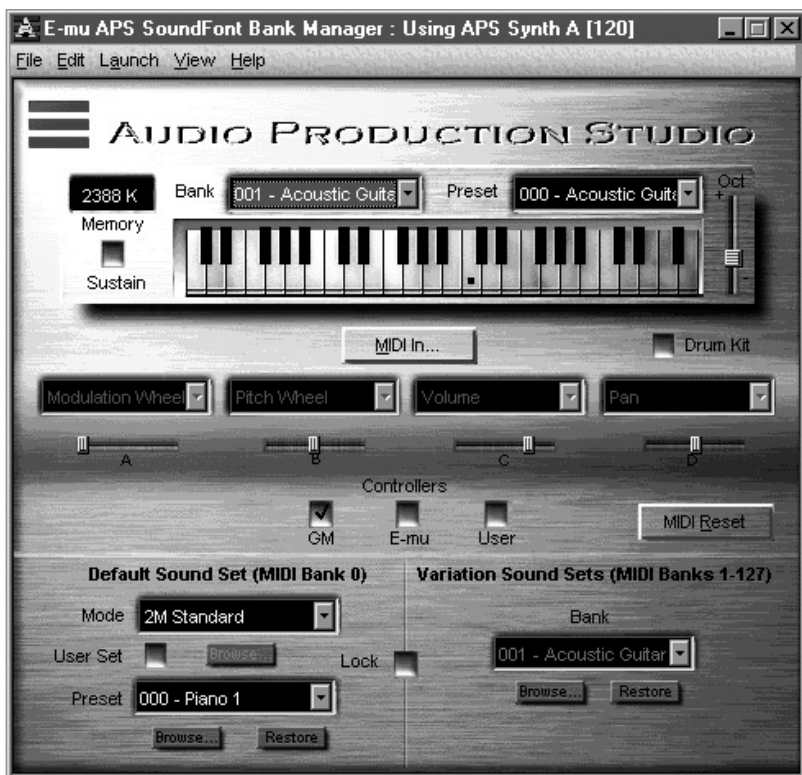 E-mu APS SoundFont Bank Manager : Using APS Synth A [120]
File Edit Launch View Help
AUDIO PRODUCTION STUDIO
2388 K Bank 001 - Acoustic Guita Preset 000 - Acoustic Guita Oct
+
Memory
Sustain
-
MIDI In... Drum Kit
Modulation Wheel Pitch Wheel Volume Pan
A B C D
Controllers
GM E-mu User MIDI Reset
Default Sound Set (MIDI Bank 0) Variation Sound Sets (MIDI Banks 1-127)
Mode 2M Standard Bank
User Set Browse... Lock 001 - Acoustic Guitar
Preset 000 - Piano 1 Browse... Restore
Browse... Restore